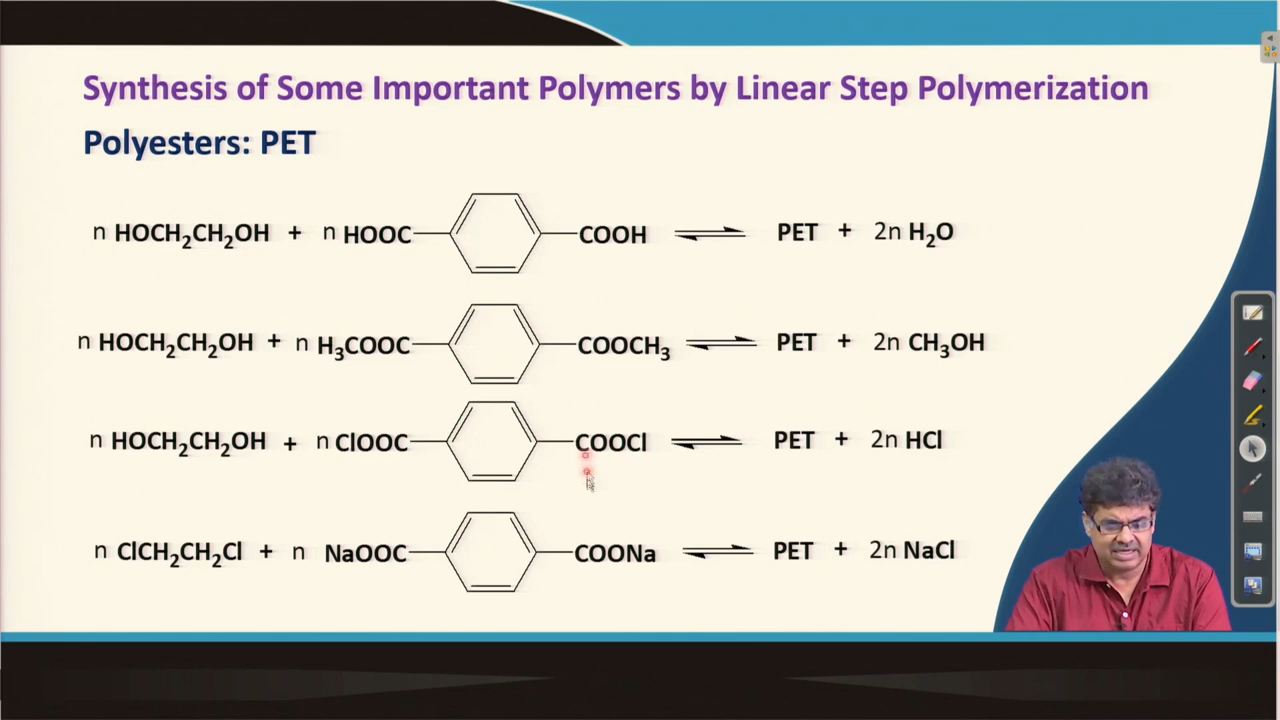 Synthesis of Some Important Polymers by Linear Step Polymerization
Polyesters: PET
n HOCH₂CH₂OH + n HOOC COOH ⇌ PET + 2n H₂O
n HOCH₂CH₂OH + n H₃COOC COOCH₃ ⇌ PET + 2n CH₃OH
n HOCH₂CH₂OH + n ClOOC COOCl ⇌ PET + 2n HCl
n ClCH₂CH₂Cl + n NaOOC COONa ⇌ PET + 2n NaCl